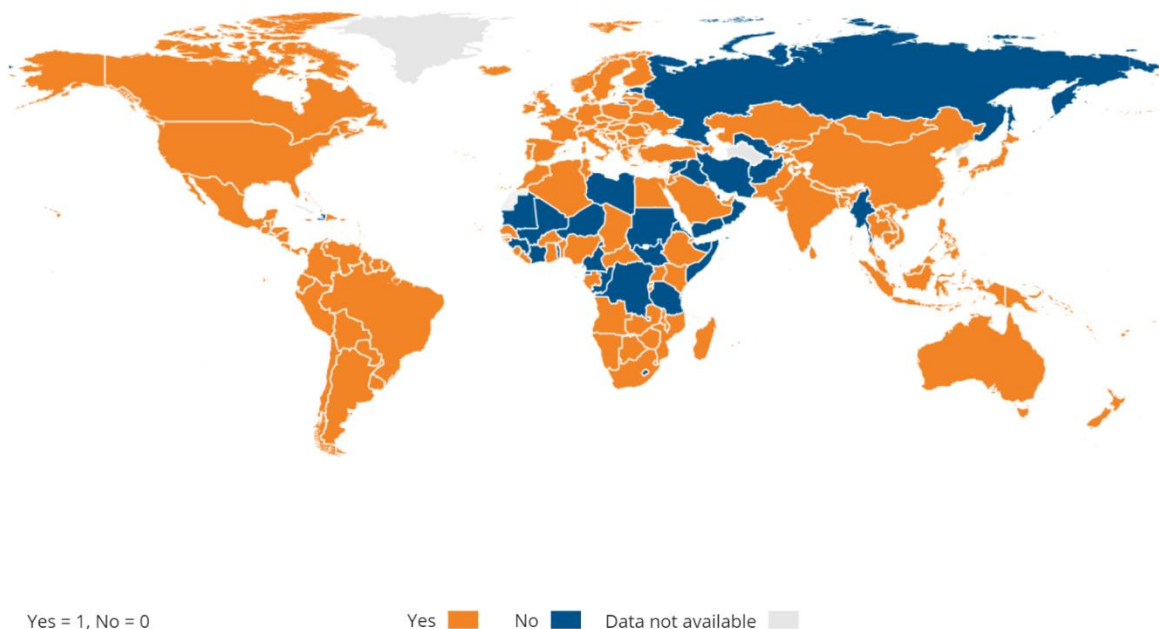 Yes = 1, No = 0 Yes No Data not available